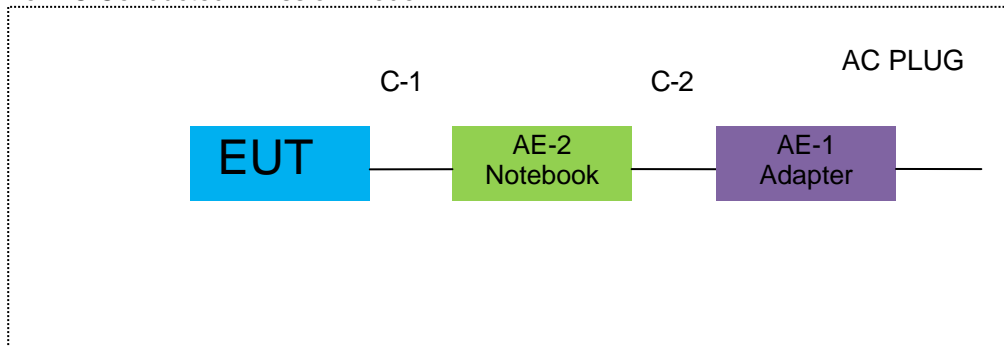 AC PLUG
C-1
C-2
EUT
AE-2
Notebook
AE-1
Adapter